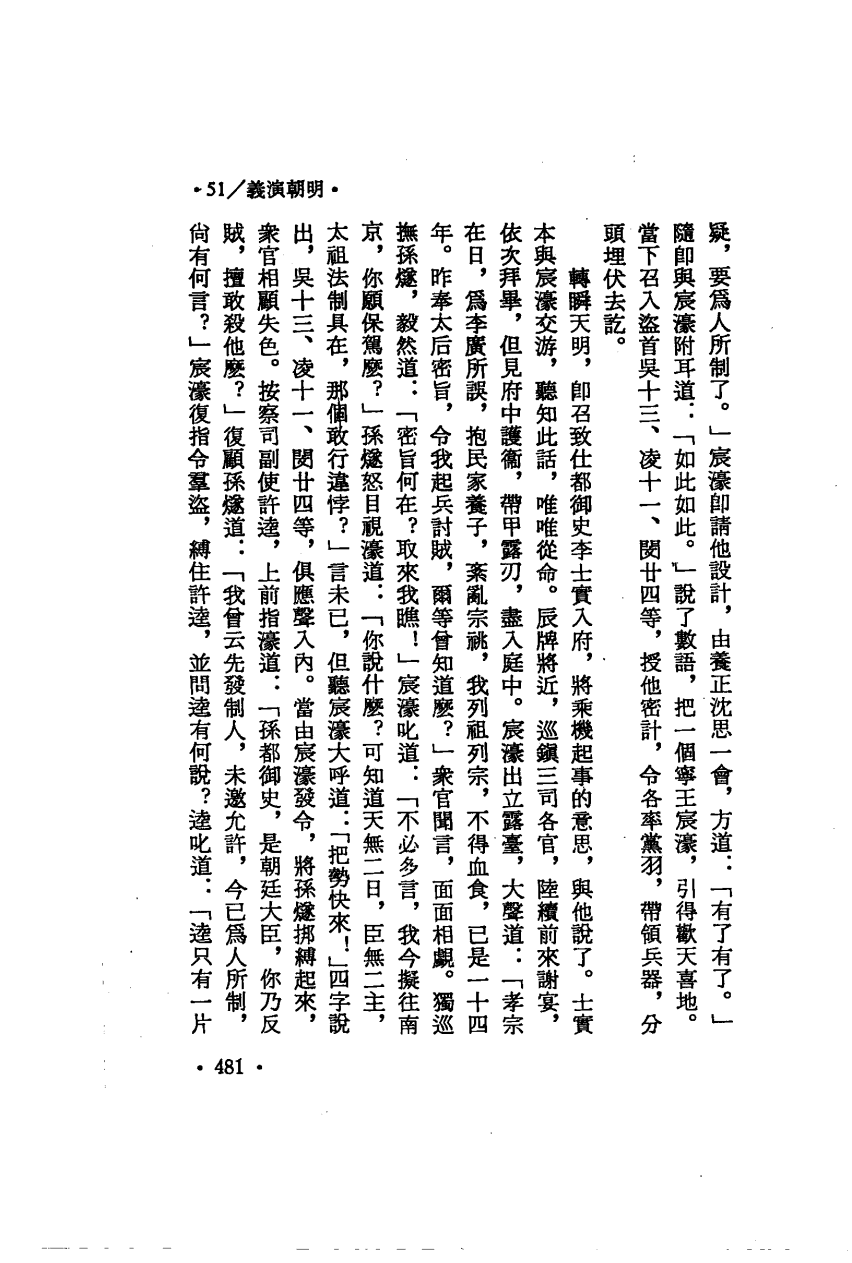 •51／義演朝明•
疑，要爲人所制了。」宸濠卽請他設計，由養正沈思一會，方道：「有了有了。」
隨卽與宸濠附耳道：「如此如此。」說了數語，把一個寧王宸濠，引得歡天喜地。
當下召入盜首吳十三、凌十一、閔廿四等，授他密計，令各率黨羽，帶領兵器，分
頭埋伏去訖。
轉瞬天明，卽召致仕都御史李士實入府，將乘機起事的意思，與他說了。士實
本與宸濠交游，聽知此話，唯唯從命。辰牌將近，巡鎭三司各官，陸續前來謝宴，
依次拜畢，但見府中護衞，帶甲露刃，盡入庭中。宸濠出立露臺，大聲道：「孝宗
在日，爲李廣所誤，抱民家養子，紊亂宗祧，我列祖列宗，不得血食，已是一十四
年。昨奉太后密旨，令我起兵討賊，爾等曾知道麽？」衆官聞言，面面相覷。獨巡
撫孫燧，毅然道：「密旨何在？取來我瞧！」宸濠叱道：「不必多言，我今擬往南
京，你願保駕麽？」孫燧怒目視濠道：「你說什麽？可知道天無二日，臣無二主，
太祖法制具在，那個敢行違悖？」言未已，但聽宸濠大呼道：「把勢快來！」四字說
出，吳十三、凌十一、閔廿四等，俱應聲入內。當由宸濠發令，將孫燧挷縛起來，
衆官相顧失色。按察司副使許逵，上前指濠道：「孫都御史，是朝廷大臣，你乃反
賊，擅敢殺他麽？」復顧孫燧道：「我曾云先發制人，未邀允許，今已爲人所制，
尙有何言？」宸濠復指令羣盜，縛住許逵，並問逵有何說？逵叱道：「逵只有一片
•481•